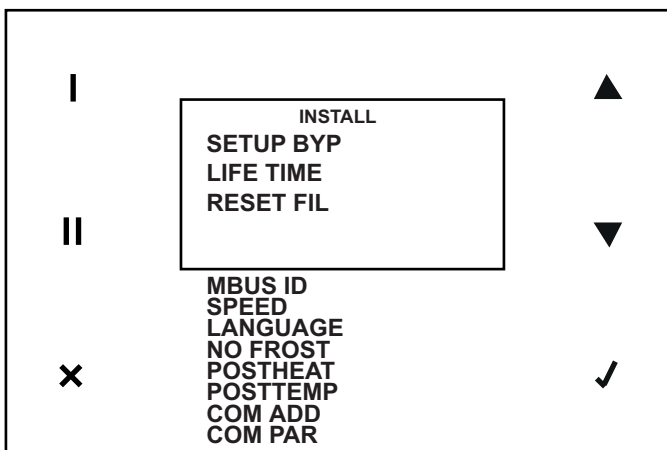 I
INSTALL
SETUP BYP
LIFE TIME
RESET FIL
II
MBUS ID
SPEED
LANGUAGE
NO FROST
POSTHEAT
POSTTEMP
COM ADD
COM PAR